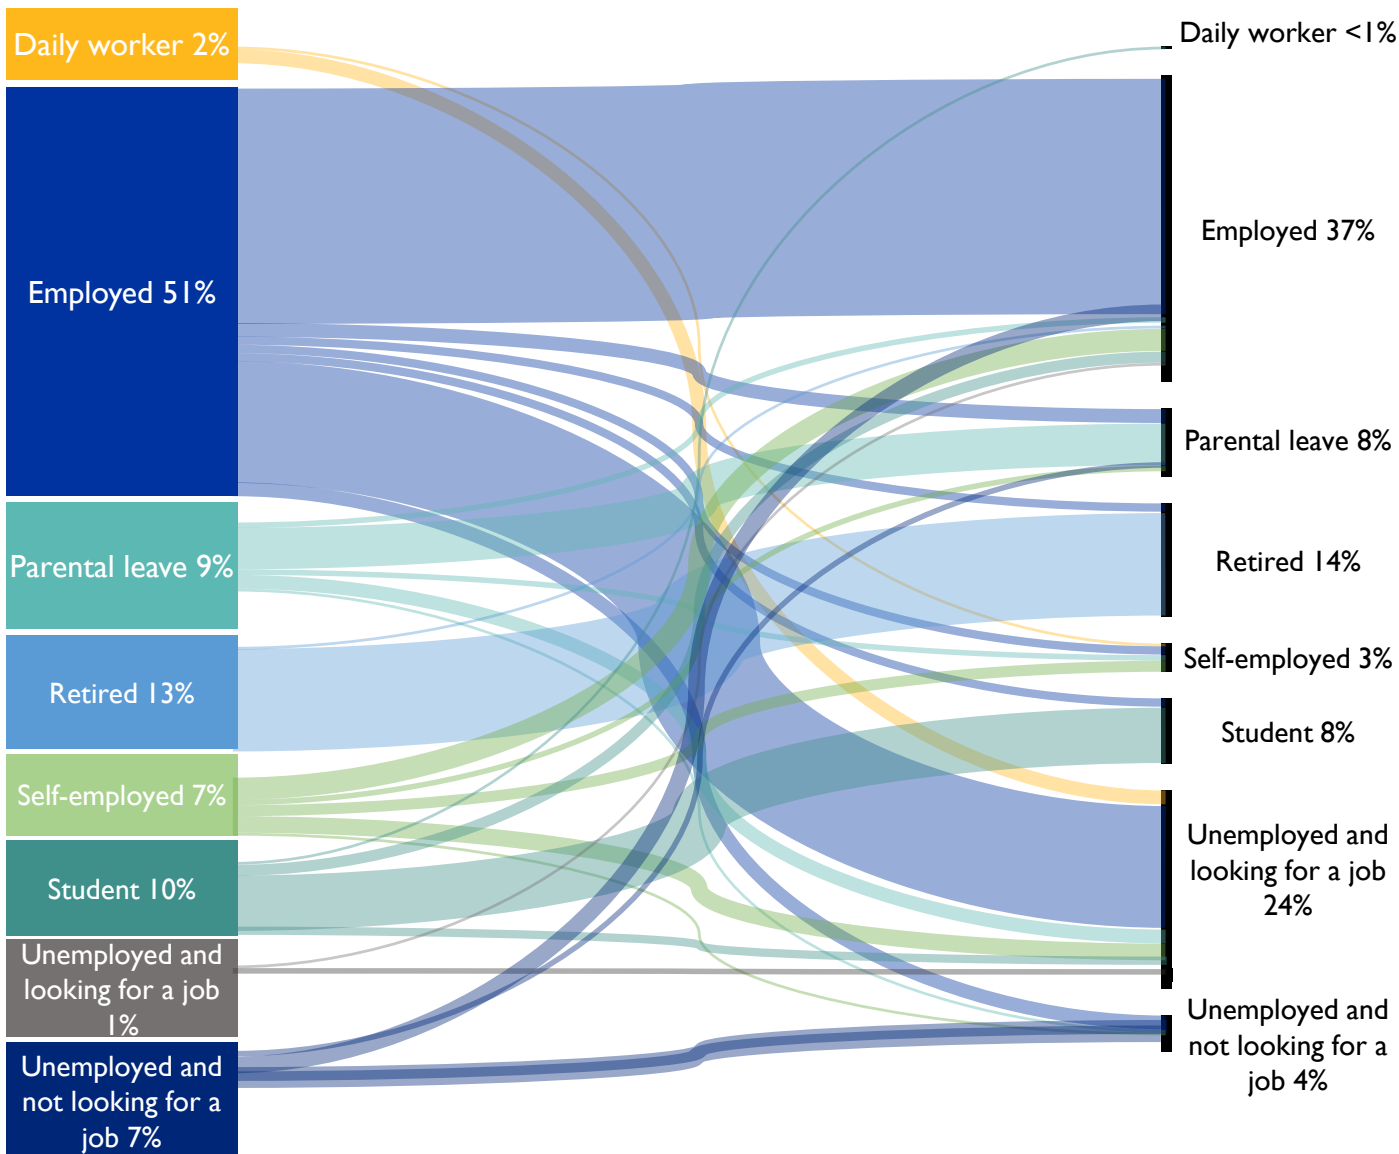 Daily worker 2%
Employed 51%
Parental leave 9%
Retired 13%
Self-employed 7%
Student 10%
Unemployed and
looking for a job
1%
Unemployed and
not looking for a
job 7%
Daily worker <1%
Employed 37%
Parental leave 8%
Retired 14%
Self-employed 3%
Student 8%
Unemployed and
looking for a job
24%
Unemployed and
not looking for a
job 4%